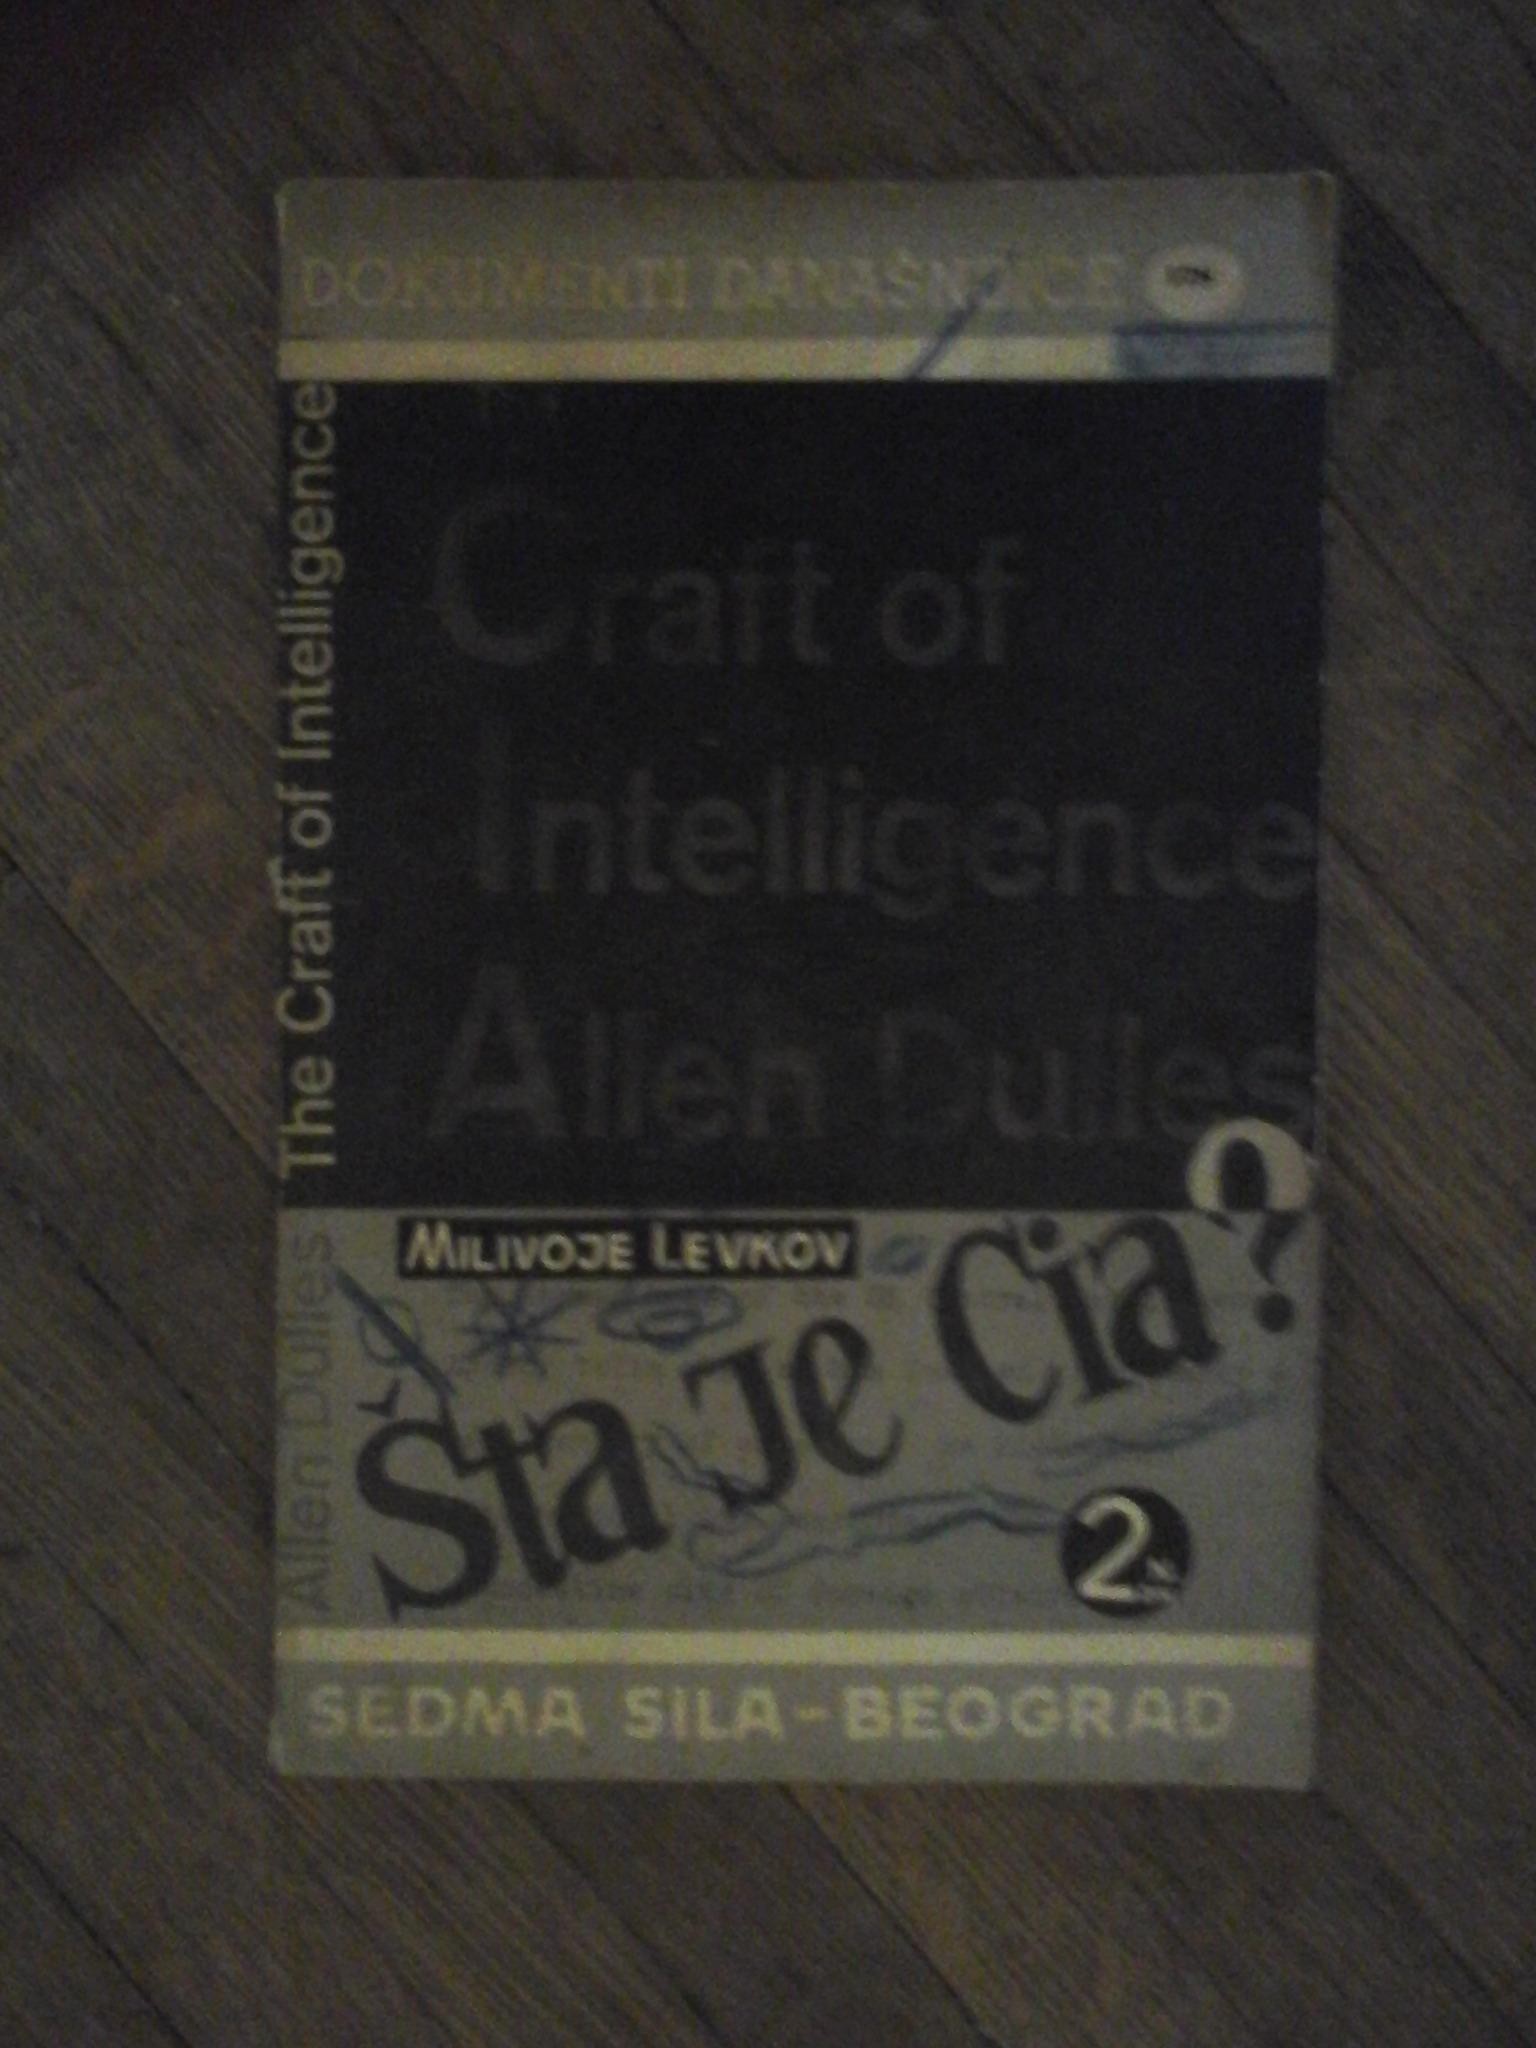 DOKUMENTI DANAŠNJICE
The Craft of Intelligence
Allen Dulles
Craft of
Intelligence
Allen Dulles
MILIVOJE LEVKOV
Šta je Cia?
2
SEDMA SILA - BEOGRAD